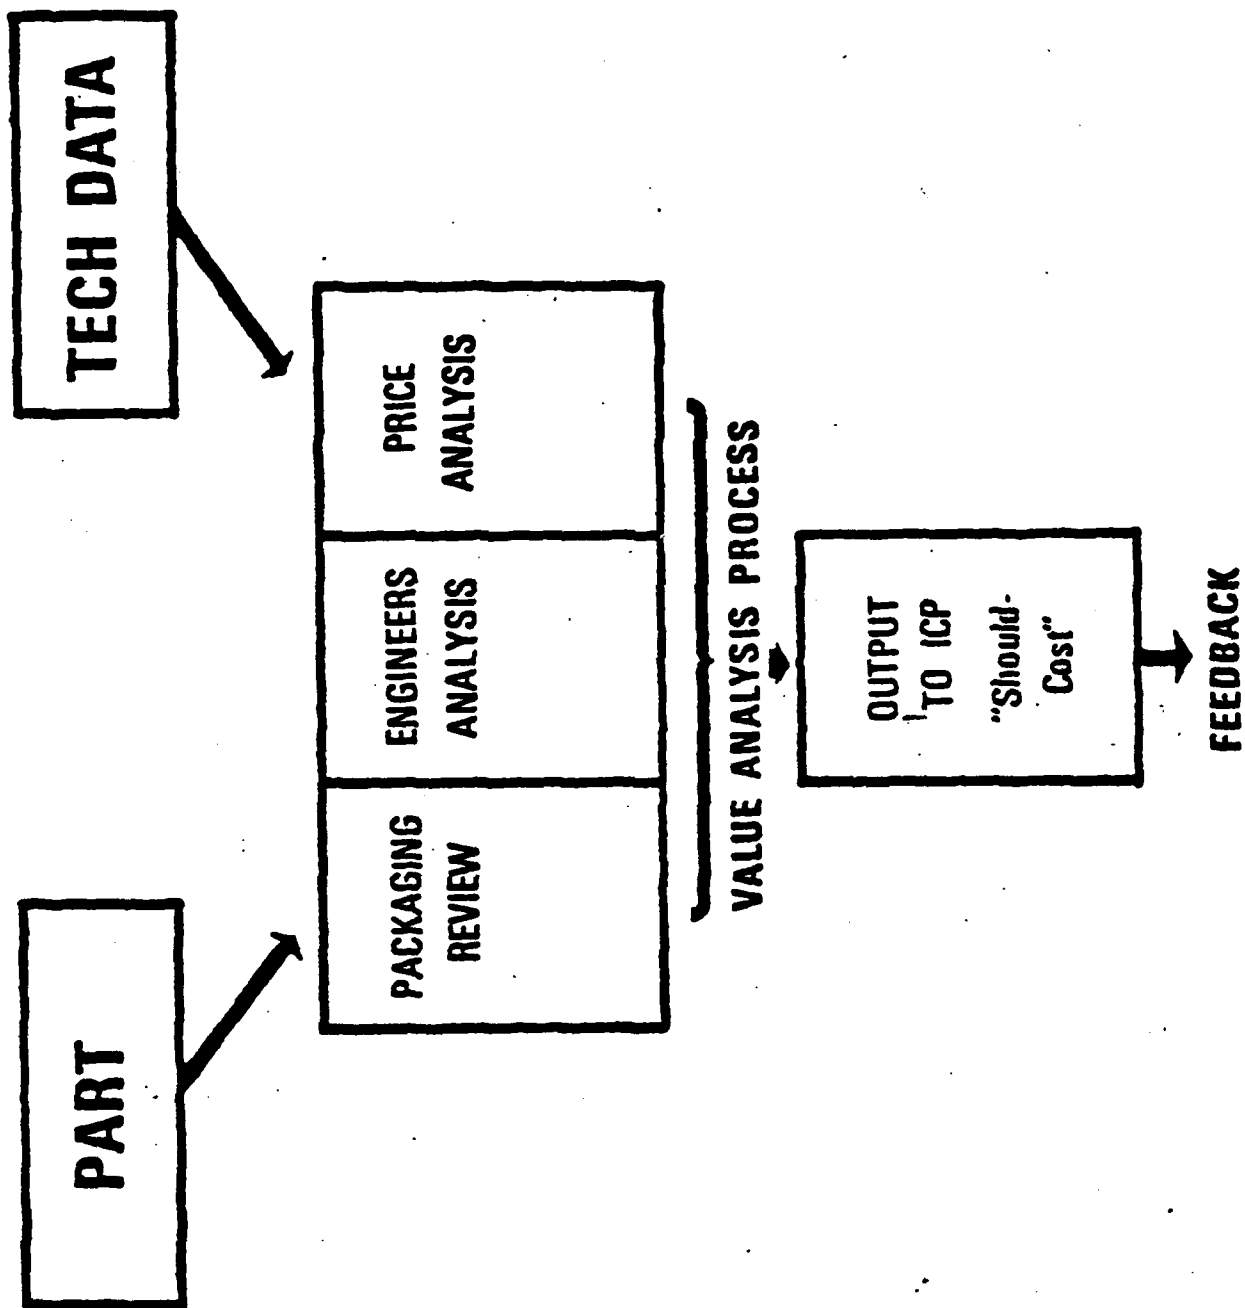 PART
TECH DATA
PACKAGING
REVIEW
ENGINEERS
ANALYSIS
PRICE
ANALYSIS
VALUE ANALYSIS PROCESS
OUTPUT
TO ICP
"Should-
Cost"
FEEDBACK